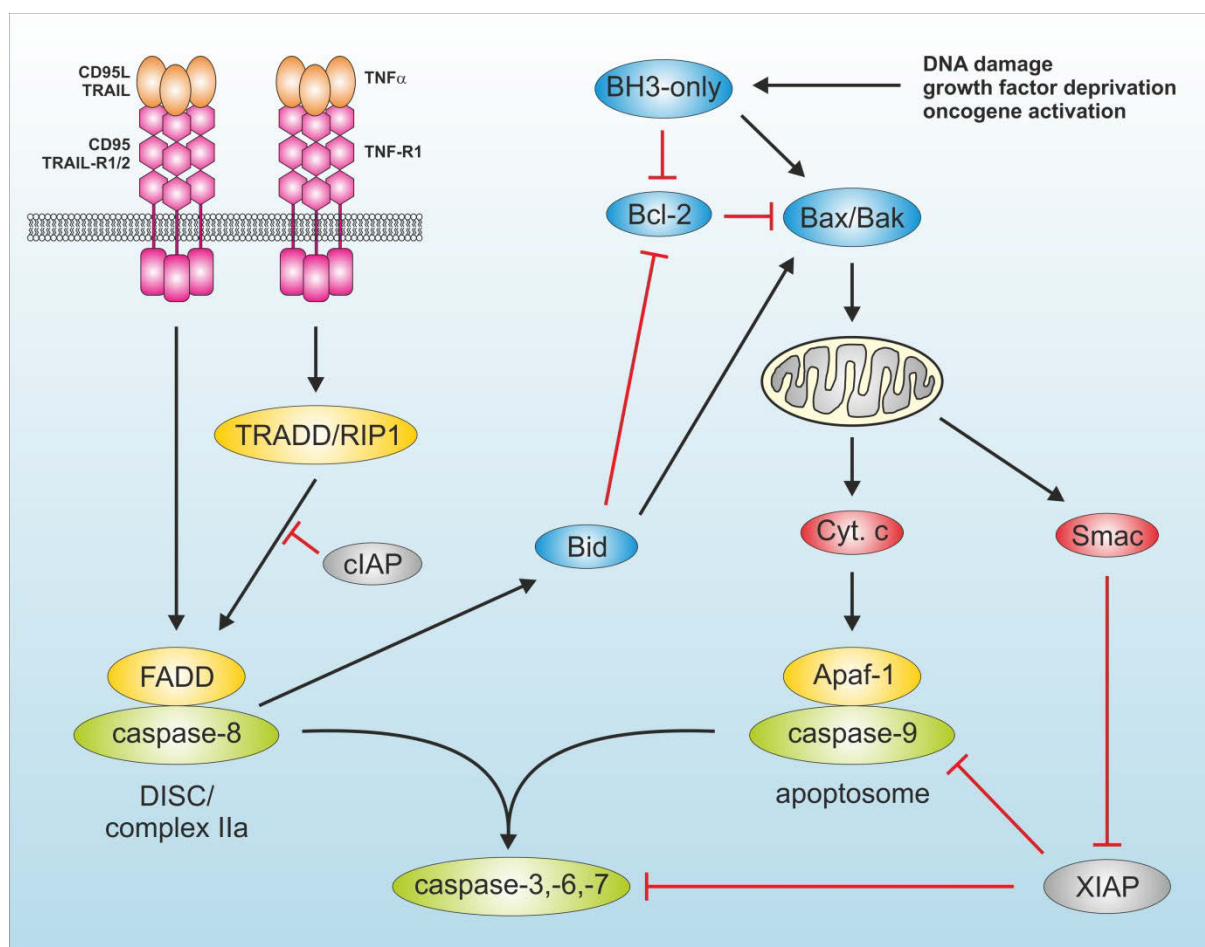 CD95L
TRAIL
TNFα
CD95
TRAIL-R1/2
TNF-R1
BH3-only
DNA damage
growth factor deprivation
oncogene activation
Bcl-2
Bax/Bak
TRADD/RIP1
cIAP
Bid
Cyt. c
Smac
FADD
caspase-8
DISC/
complex IIa
Apaf-1
caspase-9
apoptosome
caspase-3,-6,-7
XIAP